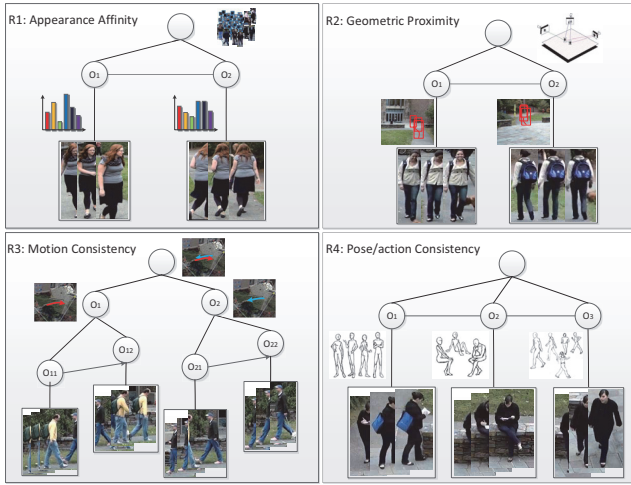 R1: Appearance Affinity
O1
O2
R2: Geometric Proximity
O1
O2
R3: Motion Consistency
O1
O2
O11
O12
O21
O22
R4: Pose/action Consistency
O1
O2
O3